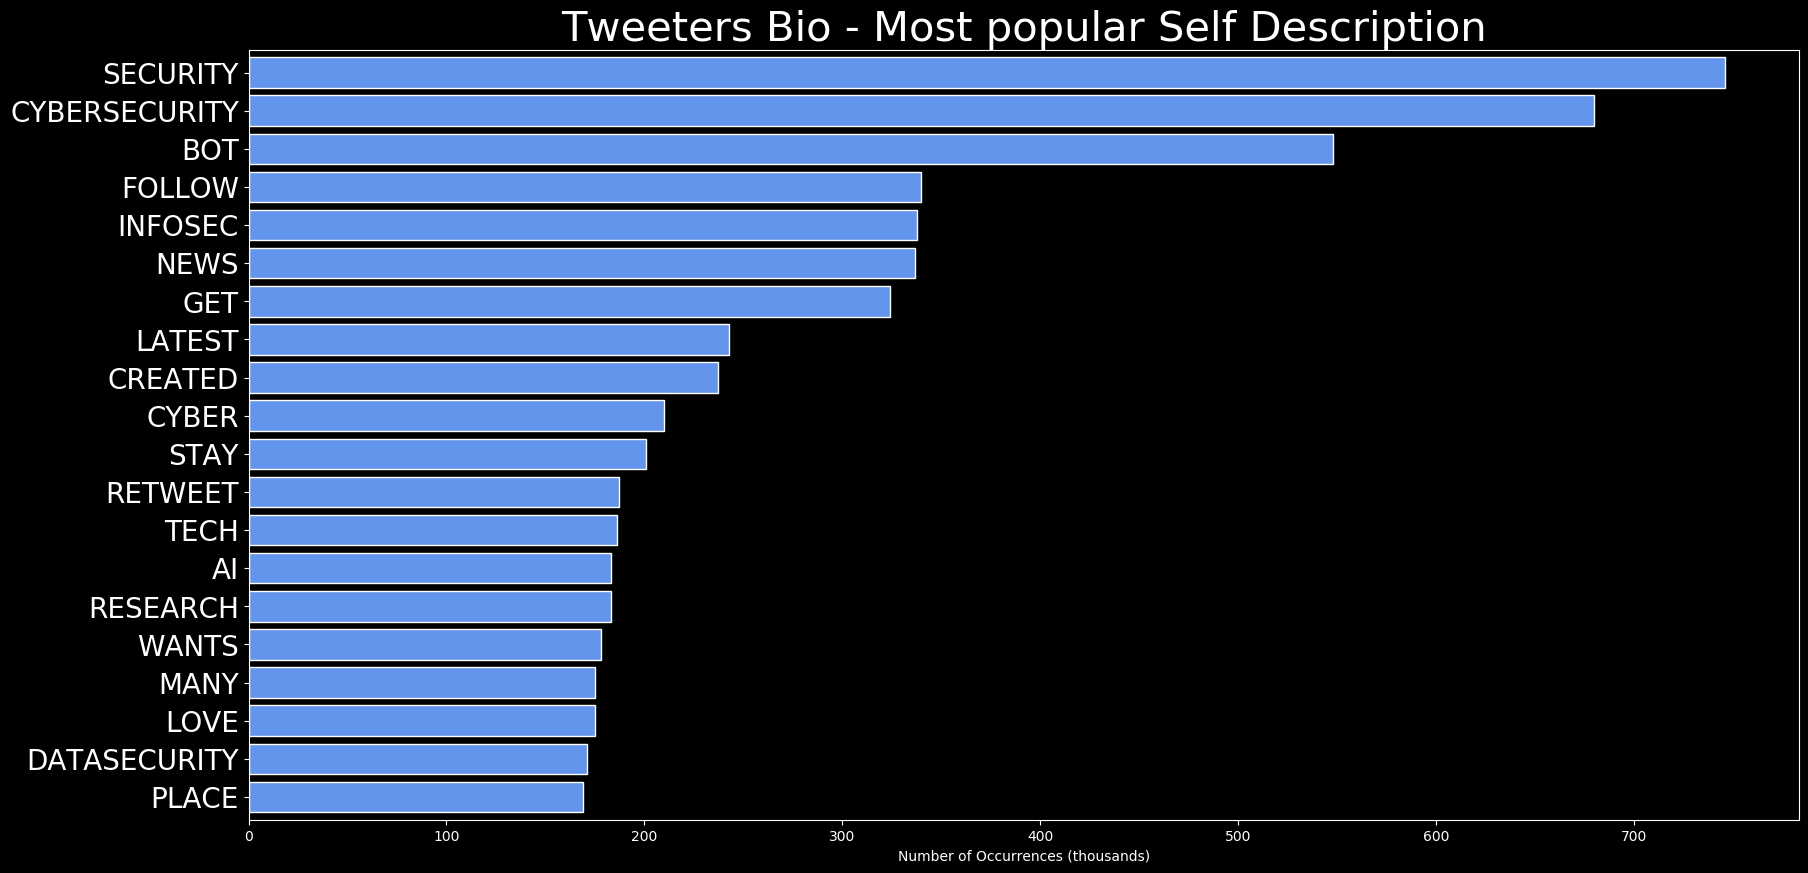 Tweeters Bio - Most popular Self Description
SECURITY
CYBERSECURITY
BOT
FOLLOW
INFOSEC
NEWS
GET
LATEST
CREATED
CYBER
STAY
RETWEET
TECH
AI
RESEARCH
WANTS
MANY
LOVE
DATASECURITY
PLACE
0 100 200 300 400 500 600 700
Number of Occurrences (thousands)